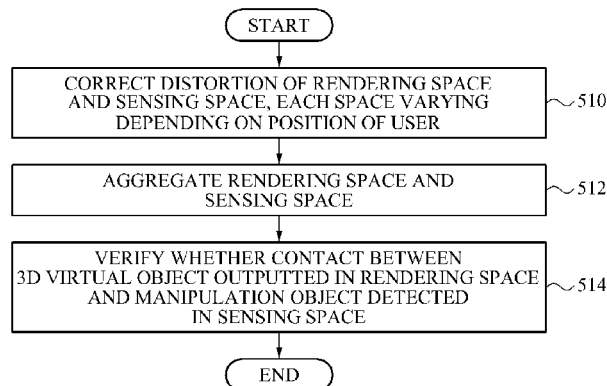 START
CORRECT DISTORTION OF RENDERING SPACE
AND SENSING SPACE, EACH SPACE VARYING
DEPENDING ON POSITION OF USER
510
AGGREGATE RENDERING SPACE AND
SENSING SPACE
512
VERIFY WHETHER CONTACT BETWEEN
3D VIRTUAL OBJECT OUTPUTTED IN RENDERING SPACE
AND MANIPULATION OBJECT DETECTED
IN SENSING SPACE
514
END